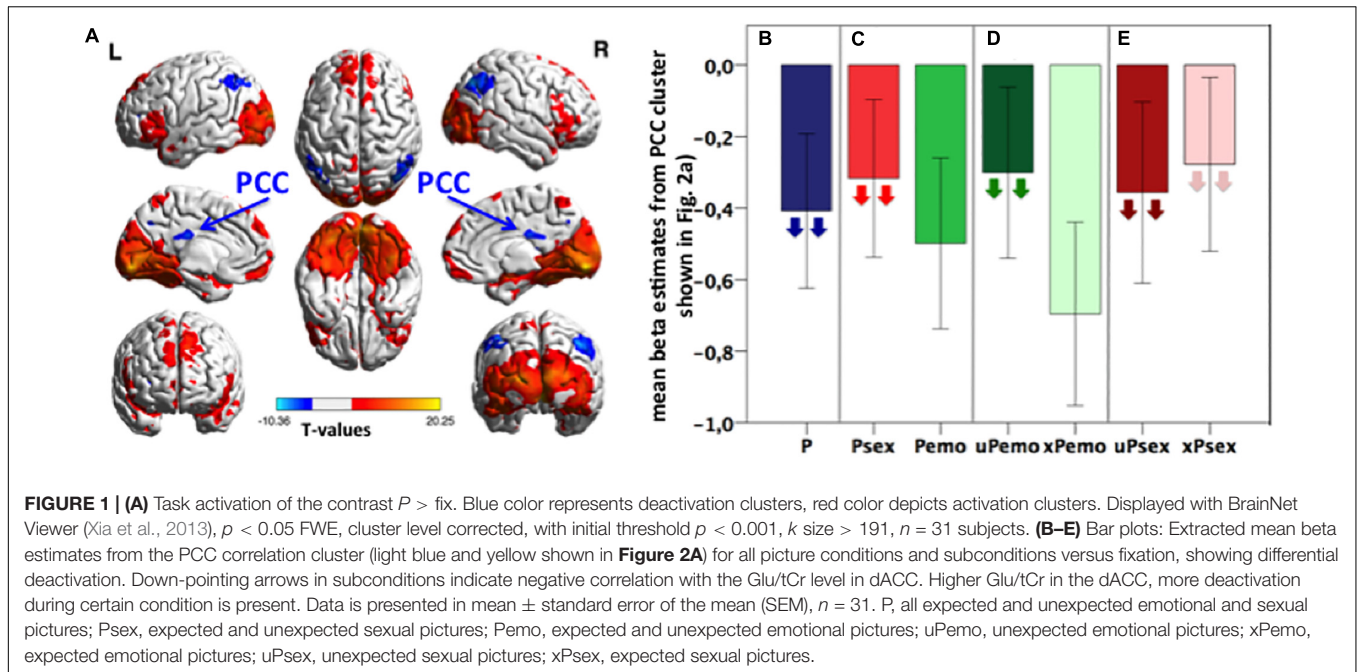 A
L
R
PCC
PCC
-10.36
20.25
T-values
mean beta estimates from PCC cluster
shown in Fig. 2a)
B
C
D
E
0,0
−0,2
−0,4
−0,6
−0,8
−1,0
P
Psex
Pemo
uPemo
xPemo
uPsex
xPsex
FIGURE 1 | (A) Task activation of the contrast P > fix. Blue color represents deactivation clusters, red color depicts activation clusters. Displayed with BrainNet
Viewer (Xia et al., 2013), p < 0.05 FWE, cluster level corrected, with initial threshold p < 0.001, k size > 191, n = 31 subjects. (B–E) Bar plots: Extracted mean beta
estimates from the PCC correlation cluster (light blue and yellow shown in Figure 2A) for all picture conditions and subconditions versus fixation, showing differential
deactivation. Down-pointing arrows in subconditions indicate negative correlation with the Glu/tCr level in dACC. Higher Glu/tCr in the dACC, more deactivation
during certain condition is present. Data is presented in mean ± standard error of the mean (SEM), n = 31. P, all expected and unexpected emotional and sexual
pictures; Psex, expected and unexpected sexual pictures; Pemo, expected and unexpected emotional pictures; uPemo, unexpected emotional pictures; xPemo,
expected emotional pictures; uPsex, unexpected sexual pictures; xPsex, expected sexual pictures.